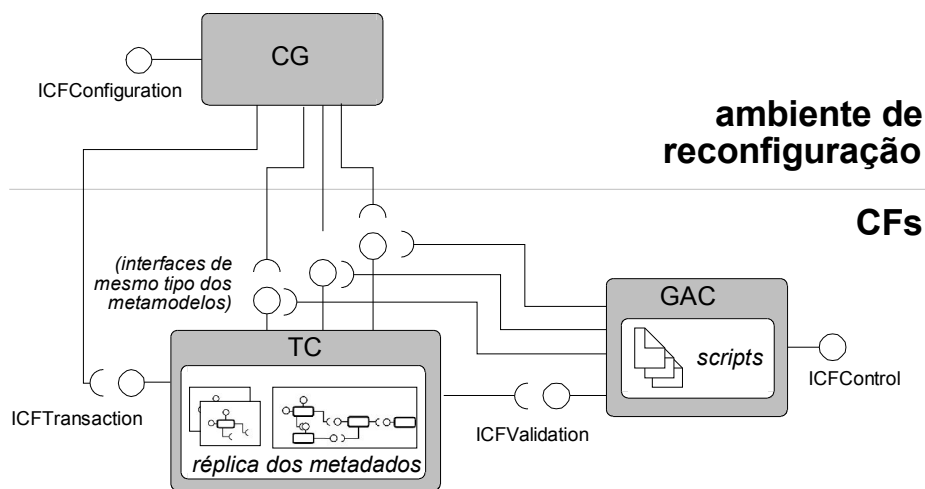 CG
ICFConfiguration
ambiente de
reconfiguração
CFs
(interfaces de
mesmo tipo dos
metamodelos)
GAC
scripts
ICFControl
TC
ICFTransaction
ICFValidation
réplica dos metadados